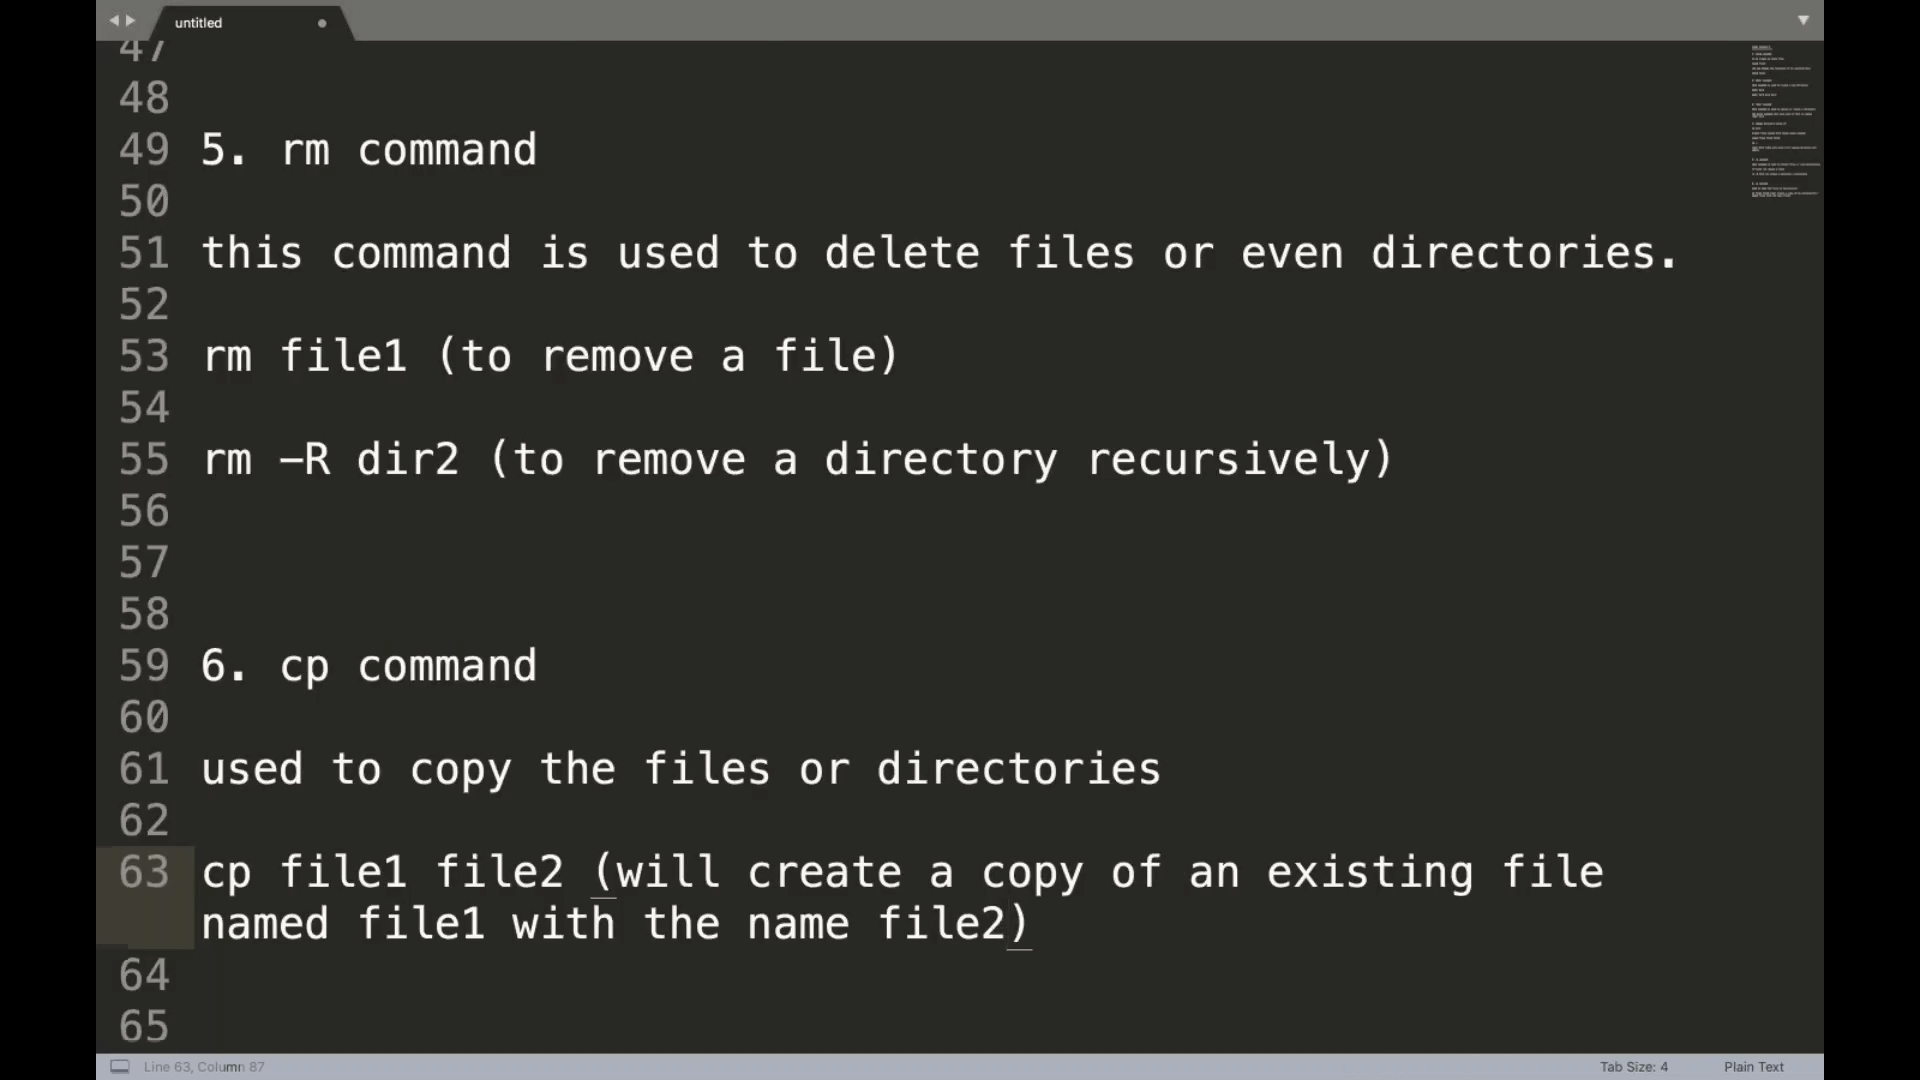 untitled
47
48
49 5. rm command
50
51 this command is used to delete files or even directories.
52
53 rm file1 (to remove a file)
54
55 rm -R dir2 (to remove a directory recursively)
56
57
58
59 6. cp command
60
61 used to copy the files or directories
62
63 cp file1 file2 (will create a copy of an existing file
named file1 with the name file2)
64
65
Line 63, Column 87 Tab Size: 4 Plain Text